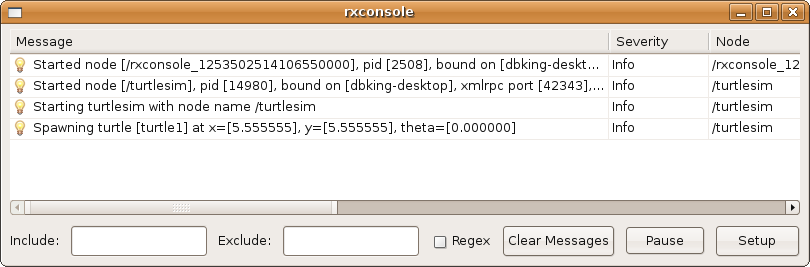 rxconsole
Message Severity Node
Started node [/rxconsole_1253502514106550000], pid [2508], bound on [dbking-deskt... Info /rxconsole_12
Started node [/turtlesim], pid [14980], bound on [dbking-desktop], xmlrpc port [42343],... Info /turtlesim
Starting turtlesim with node name /turtlesim Info /turtlesim
Spawning turtle [turtle1] at x=[5.555555], y=[5.555555], theta=[0.000000] Info /turtlesim
Include: Exclude: Regex Clear Messages Pause Setup